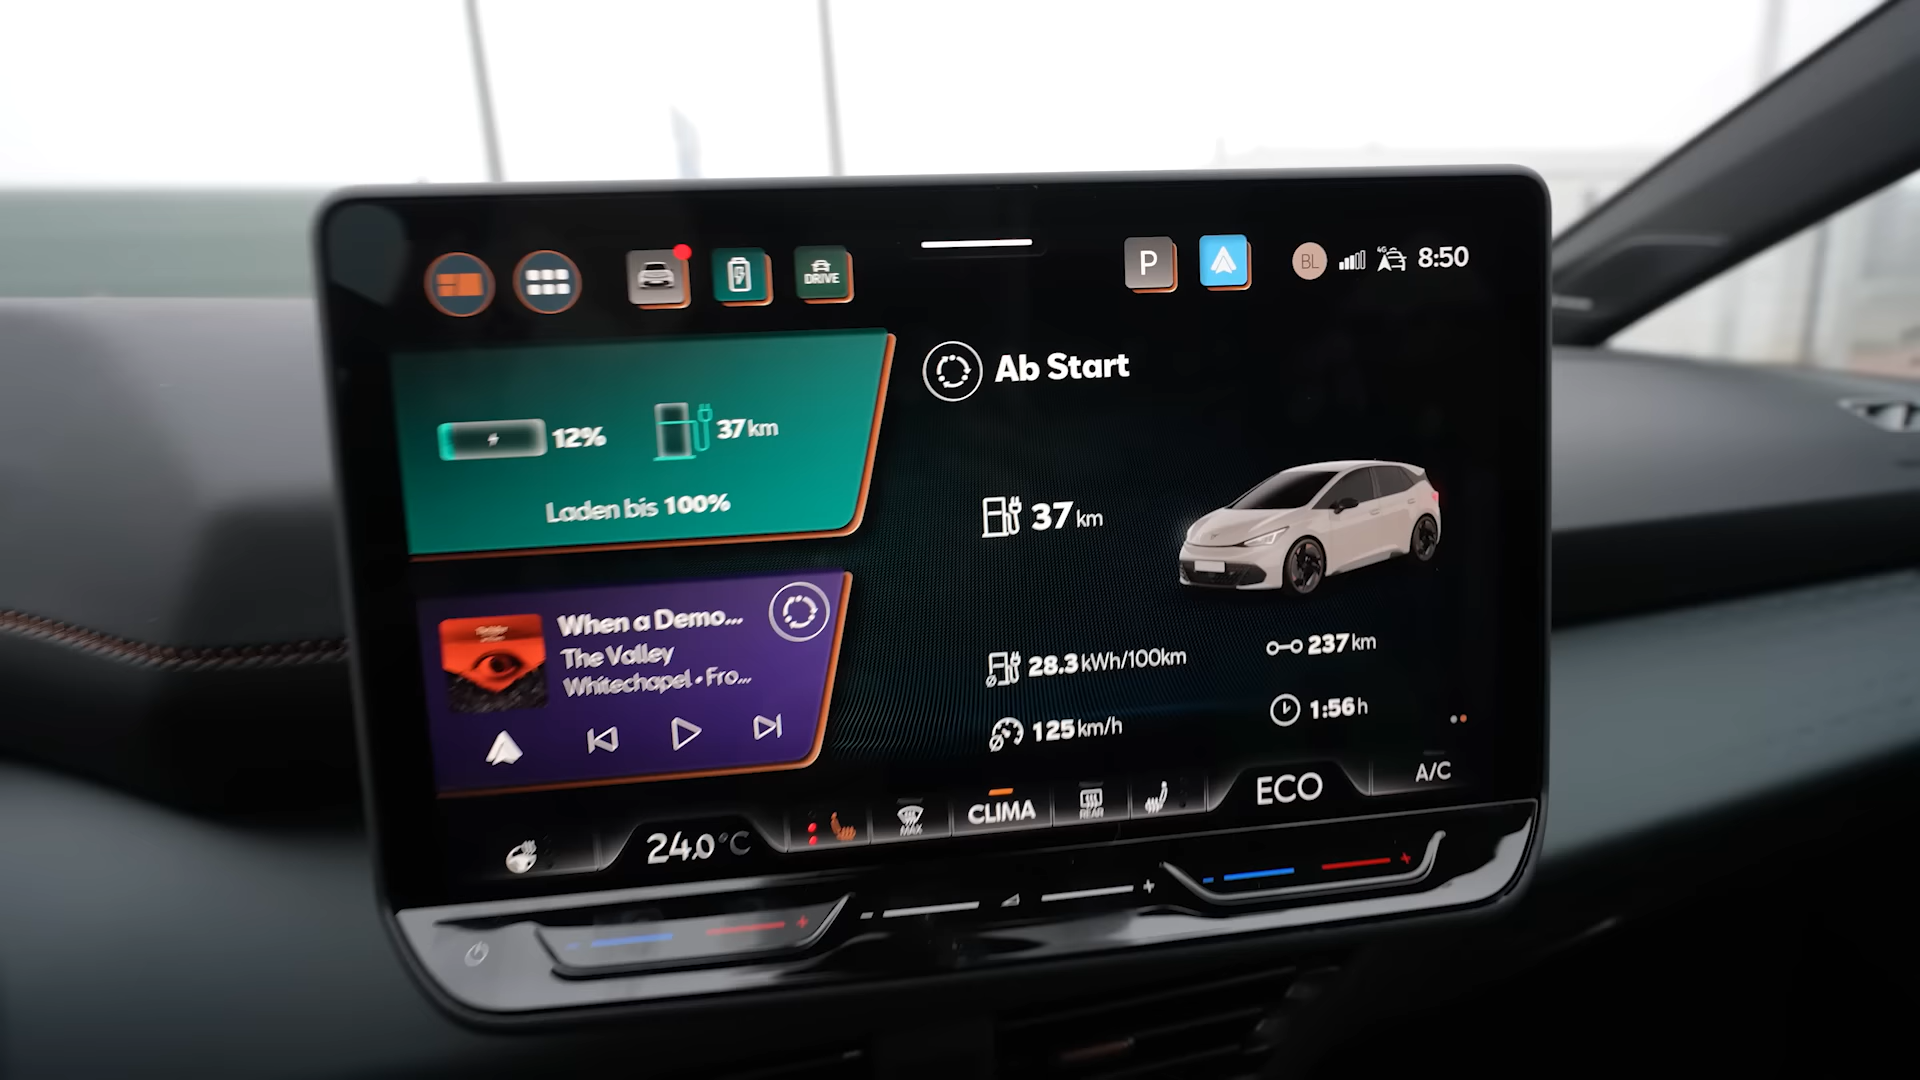 DRIVE
P
BL
4G
8:50
12%
37 km
Laden bis 100%
Ab Start
37 km
28.3 kWh/100km
237 km
125 km/h
1:56 h
When a Demo...
The Valley
Whitechapel • Fro...
24.0°C
MAX
CLIMA
REAR
ECO
A/C
- +
- +
- +